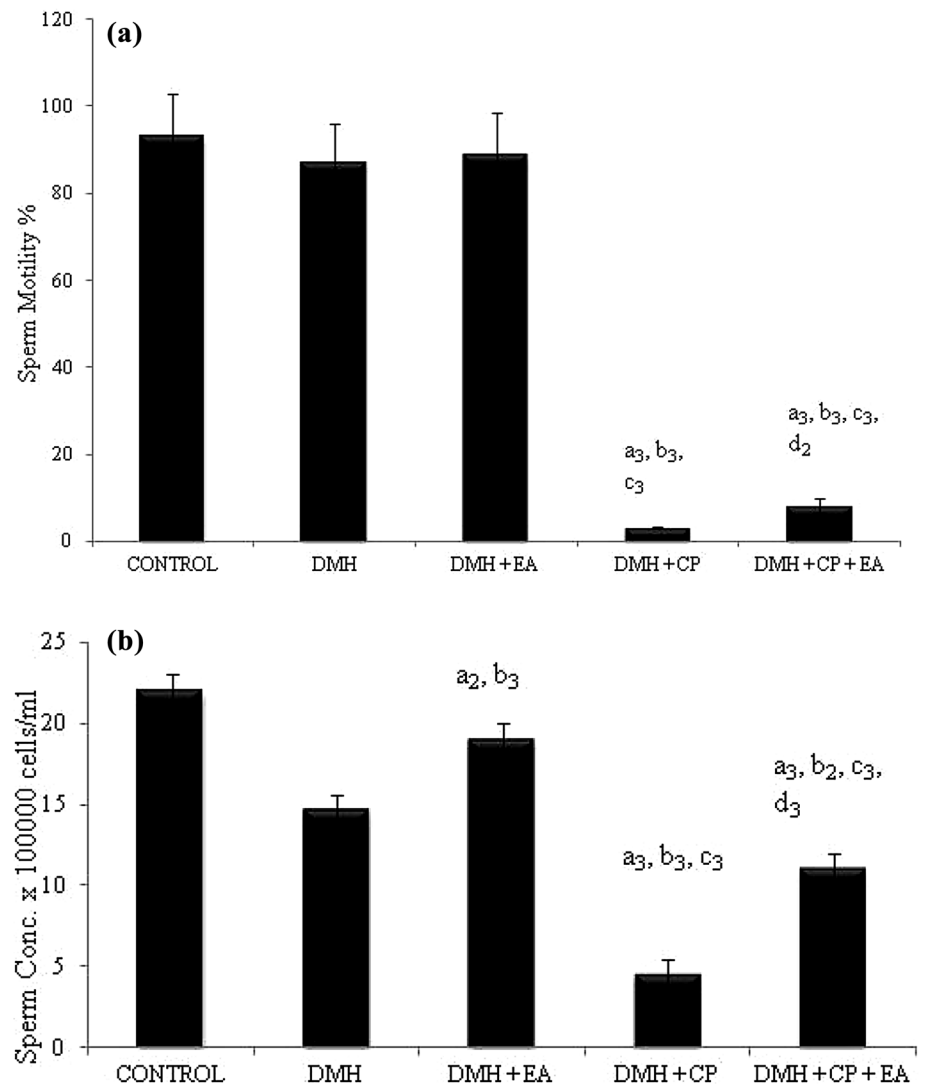 (a)
120
100
80
60
40
20
0
Sperm Motility %
a3, b3,
c3
a3, b3, c3,
d2
CONTROL DMH DMH+EA DMH+CP DMH+CP+EA
(b)
25
20
15
10
5
0
Sperm Conc. x 100000 cells/ml
a2, b3
a3, b3, c3
a3, b2, c3,
d3
CONTROL DMH DMH+EA DMH+CP DMH+CP+EA